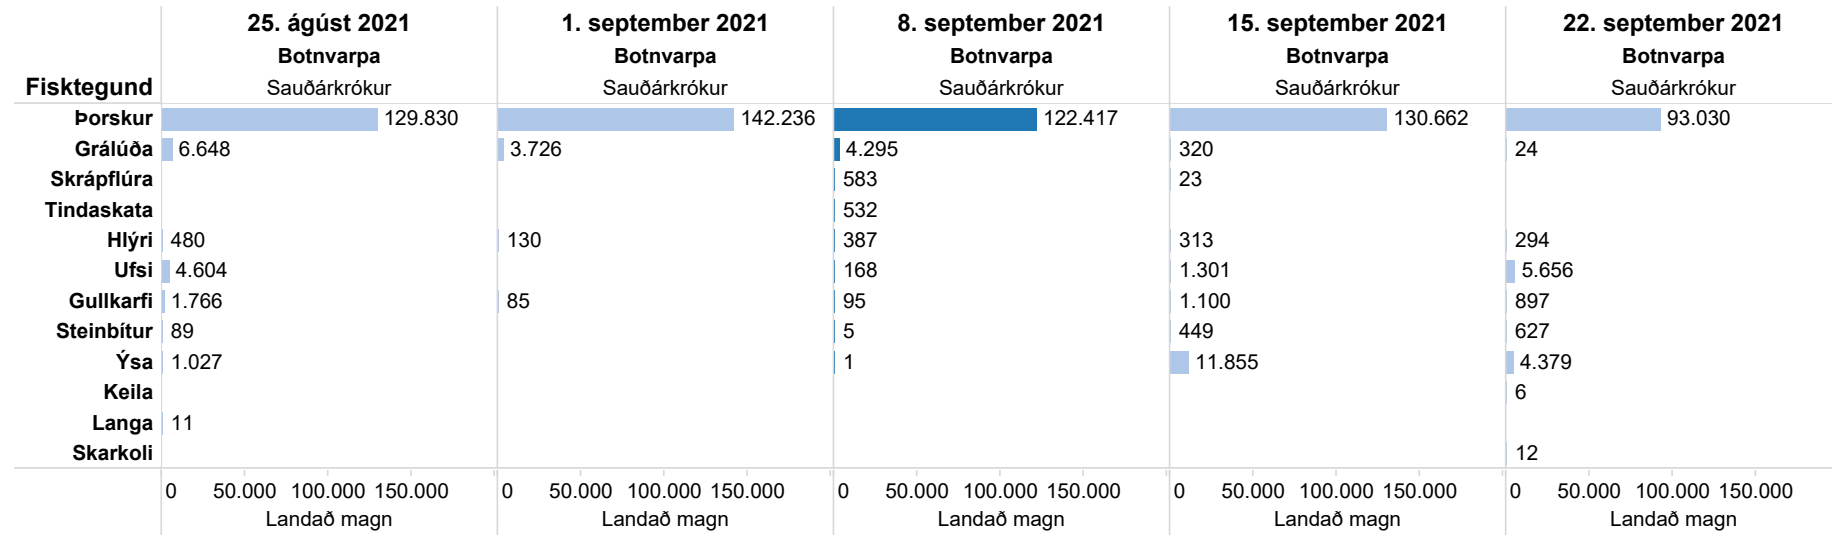 25. ágúst 2021 1. september 2021 8. september 2021 15. september 2021 22. september 2021
Botnvarpa Botnvarpa Botnvarpa Botnvarpa Botnvarpa
Fisktegund Sauðárkrókur Sauðárkrókur Sauðárkrókur Sauðárkrókur Sauðárkrókur
Þorskur 129.830 142.236 122.417 130.662 93.030
Grálúða 6.648 3.726 4.295 320 24
Skrápflúra 583 23
Tindaskata 532
Hlýri 480 130 387 313 294
Ufsi 4.604 168 1.301 5.656
Gullkarfi 1.766 85 95 1.100 897
Steinbítur 89 5 449 627
Ýsa 1.027 1 11.855 4.379
Keila 6
Langa 11
Skarkoli 12
0 50.000 100.000 150.000 0 50.000 100.000 150.000 0 50.000 100.000 150.000 0 50.000 100.000 150.000 0 50.000 100.000 150.000
Landað magn Landað magn Landað magn Landað magn Landað magn